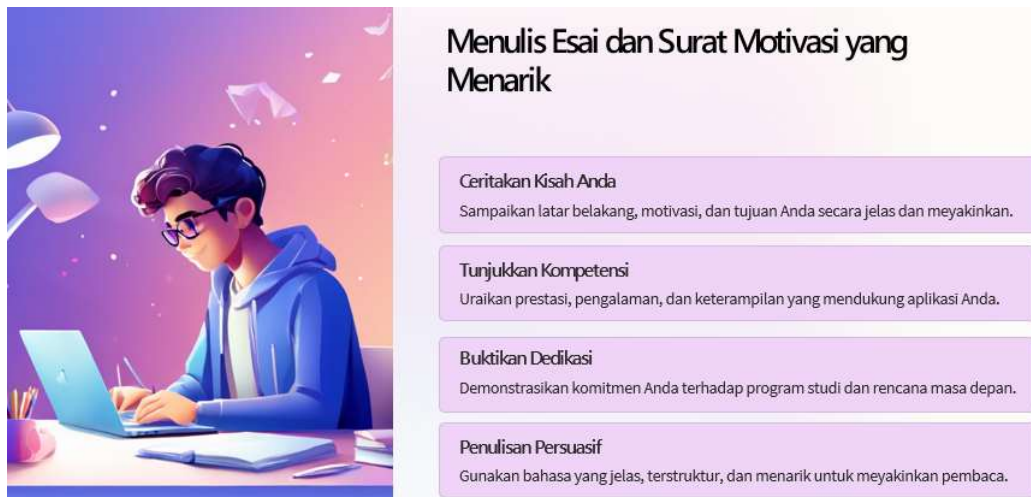 Menulis Esai dan Surat Motivasi yang
Menarik
Ceritakan Kisah Anda
Sampaikan latar belakang, motivasi, dan tujuan Anda secara jelas dan meyakinkan.
Tunjukkan Kompetensi
Uraikan prestasi, pengalaman, dan keterampilan yang mendukung aplikasi Anda.
Buktikan Dedikasi
Demonstrasikan komitmen Anda terhadap program studi dan rencana masa depan.
Penulisan Persuasif
Gunakan bahasa yang jelas, terstruktur, dan menarik untuk meyakinkan pembaca.